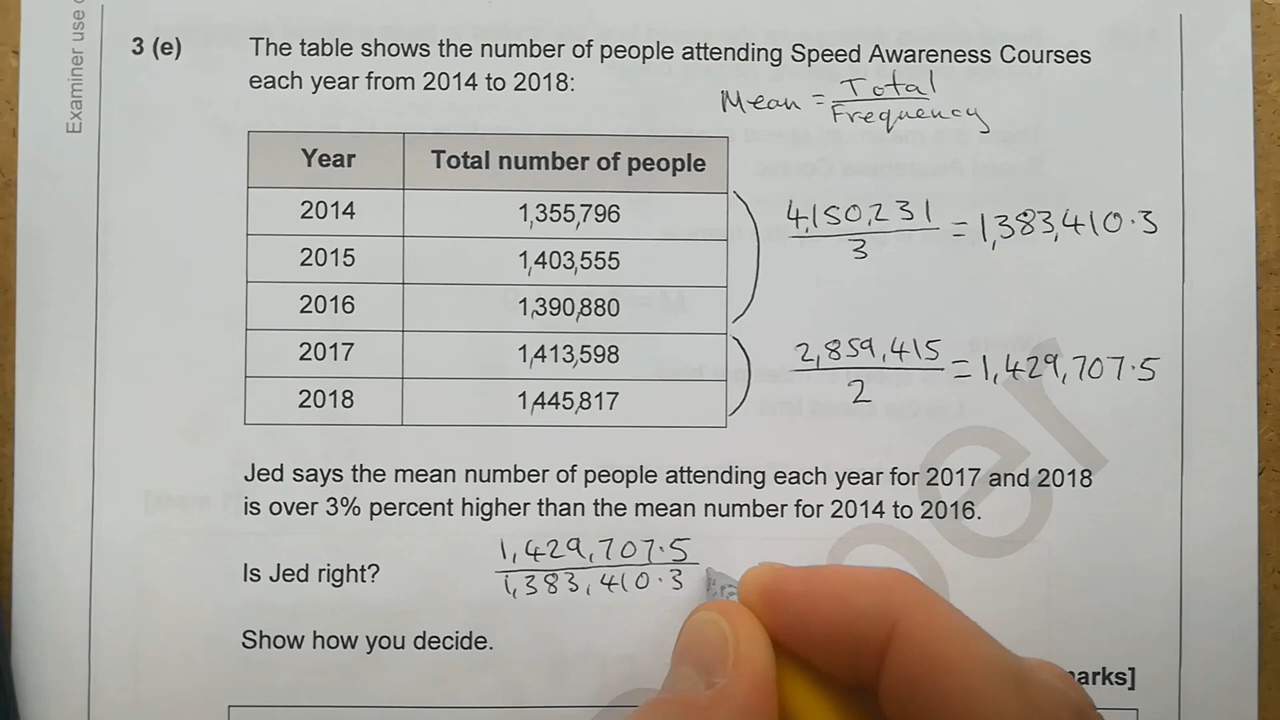 Examiner use
3 (e)
The table shows the number of people attending Speed Awareness Courses
each year from 2014 to 2018:
Mean = Total
Frequency
Year Total number of people
2014 1,355,796
2015 1,403,555
2016 1,390,880
2017 1,413,598
2018 1,445,817
4,150,231
3
= 1,383,410.3
2,859,415
2
= 1,429,707.5
Jed says the mean number of people attending each year for 2017 and 2018
is over 3% percent higher than the mean number for 2014 to 2016.
Is Jed right?
1,429,707.5
1,383,410.3
Show how you decide.
arks]